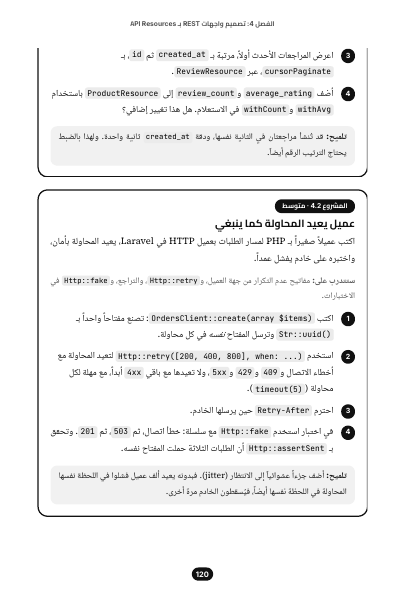 الفصل 4: تصميم واجهات REST بـ API Resources
3 اعرض المراجعات الأحدث أولاً، مرتبة بـ created_at ثم id، بـ
cursorPaginate، عبر ReviewResource.
4 أضف average_rating و review_count إلى ProductResource باستخدام
withAvg و withCount في الاستعلام. هل هذا تغيير إضافي؟
تلميح: قد تُنشأ مراجعتان في الثانية نفسها، ودقة created_at ثانية واحدة. ولهذا بالضبط
يحتاج الترتيب الرقم أيضاً.
المشروع 4.2 · متوسط
عميل يعيد المحاولة كما ينبغي
اكتب عميلاً صغيراً بـ PHP لمسار الطلبات بعميل HTTP في Laravel، يعيد المحاولة بأمان،
واختبره على خادم يفشل عمداً.
ستتدرب على: مفاتيح عدم التكرار من جهة العميل، و Http::retry، والتراجع، و Http::fake في
الاختبارات.
1 اكتب OrdersClient::create(array $items): تصنع مفتاحاً واحداً بـ
Str::uuid() وترسل المفتاح نفسه في كل محاولة.
2 استخدم Http::retry([200, 400, 800], when: ...) لتعيد المحاولة مع
أخطاء الاتصال و 409 و 429 و 5xx، ولا تعيدها مع باقي 4xx أبداً، مع مهلة لكل
محاولة (timeout(5)).
3 احترم Retry-After حين يرسلها الخادم.
4 في اختبار استخدم Http::fake مع سلسلة: خطأ اتصال، ثم 503، ثم 201. وتحقق
بـ Http::assertSent أن الطلبات الثلاثة حملت المفتاح نفسه.
تلميح: أضف جزءاً عشوائياً إلى الانتظار (jitter). فبدونه يعيد ألف عميل فشلوا في اللحظة نفسها
المحاولة في اللحظة نفسها أيضاً، فيُسقطون الخادم مرة أخرى.
120